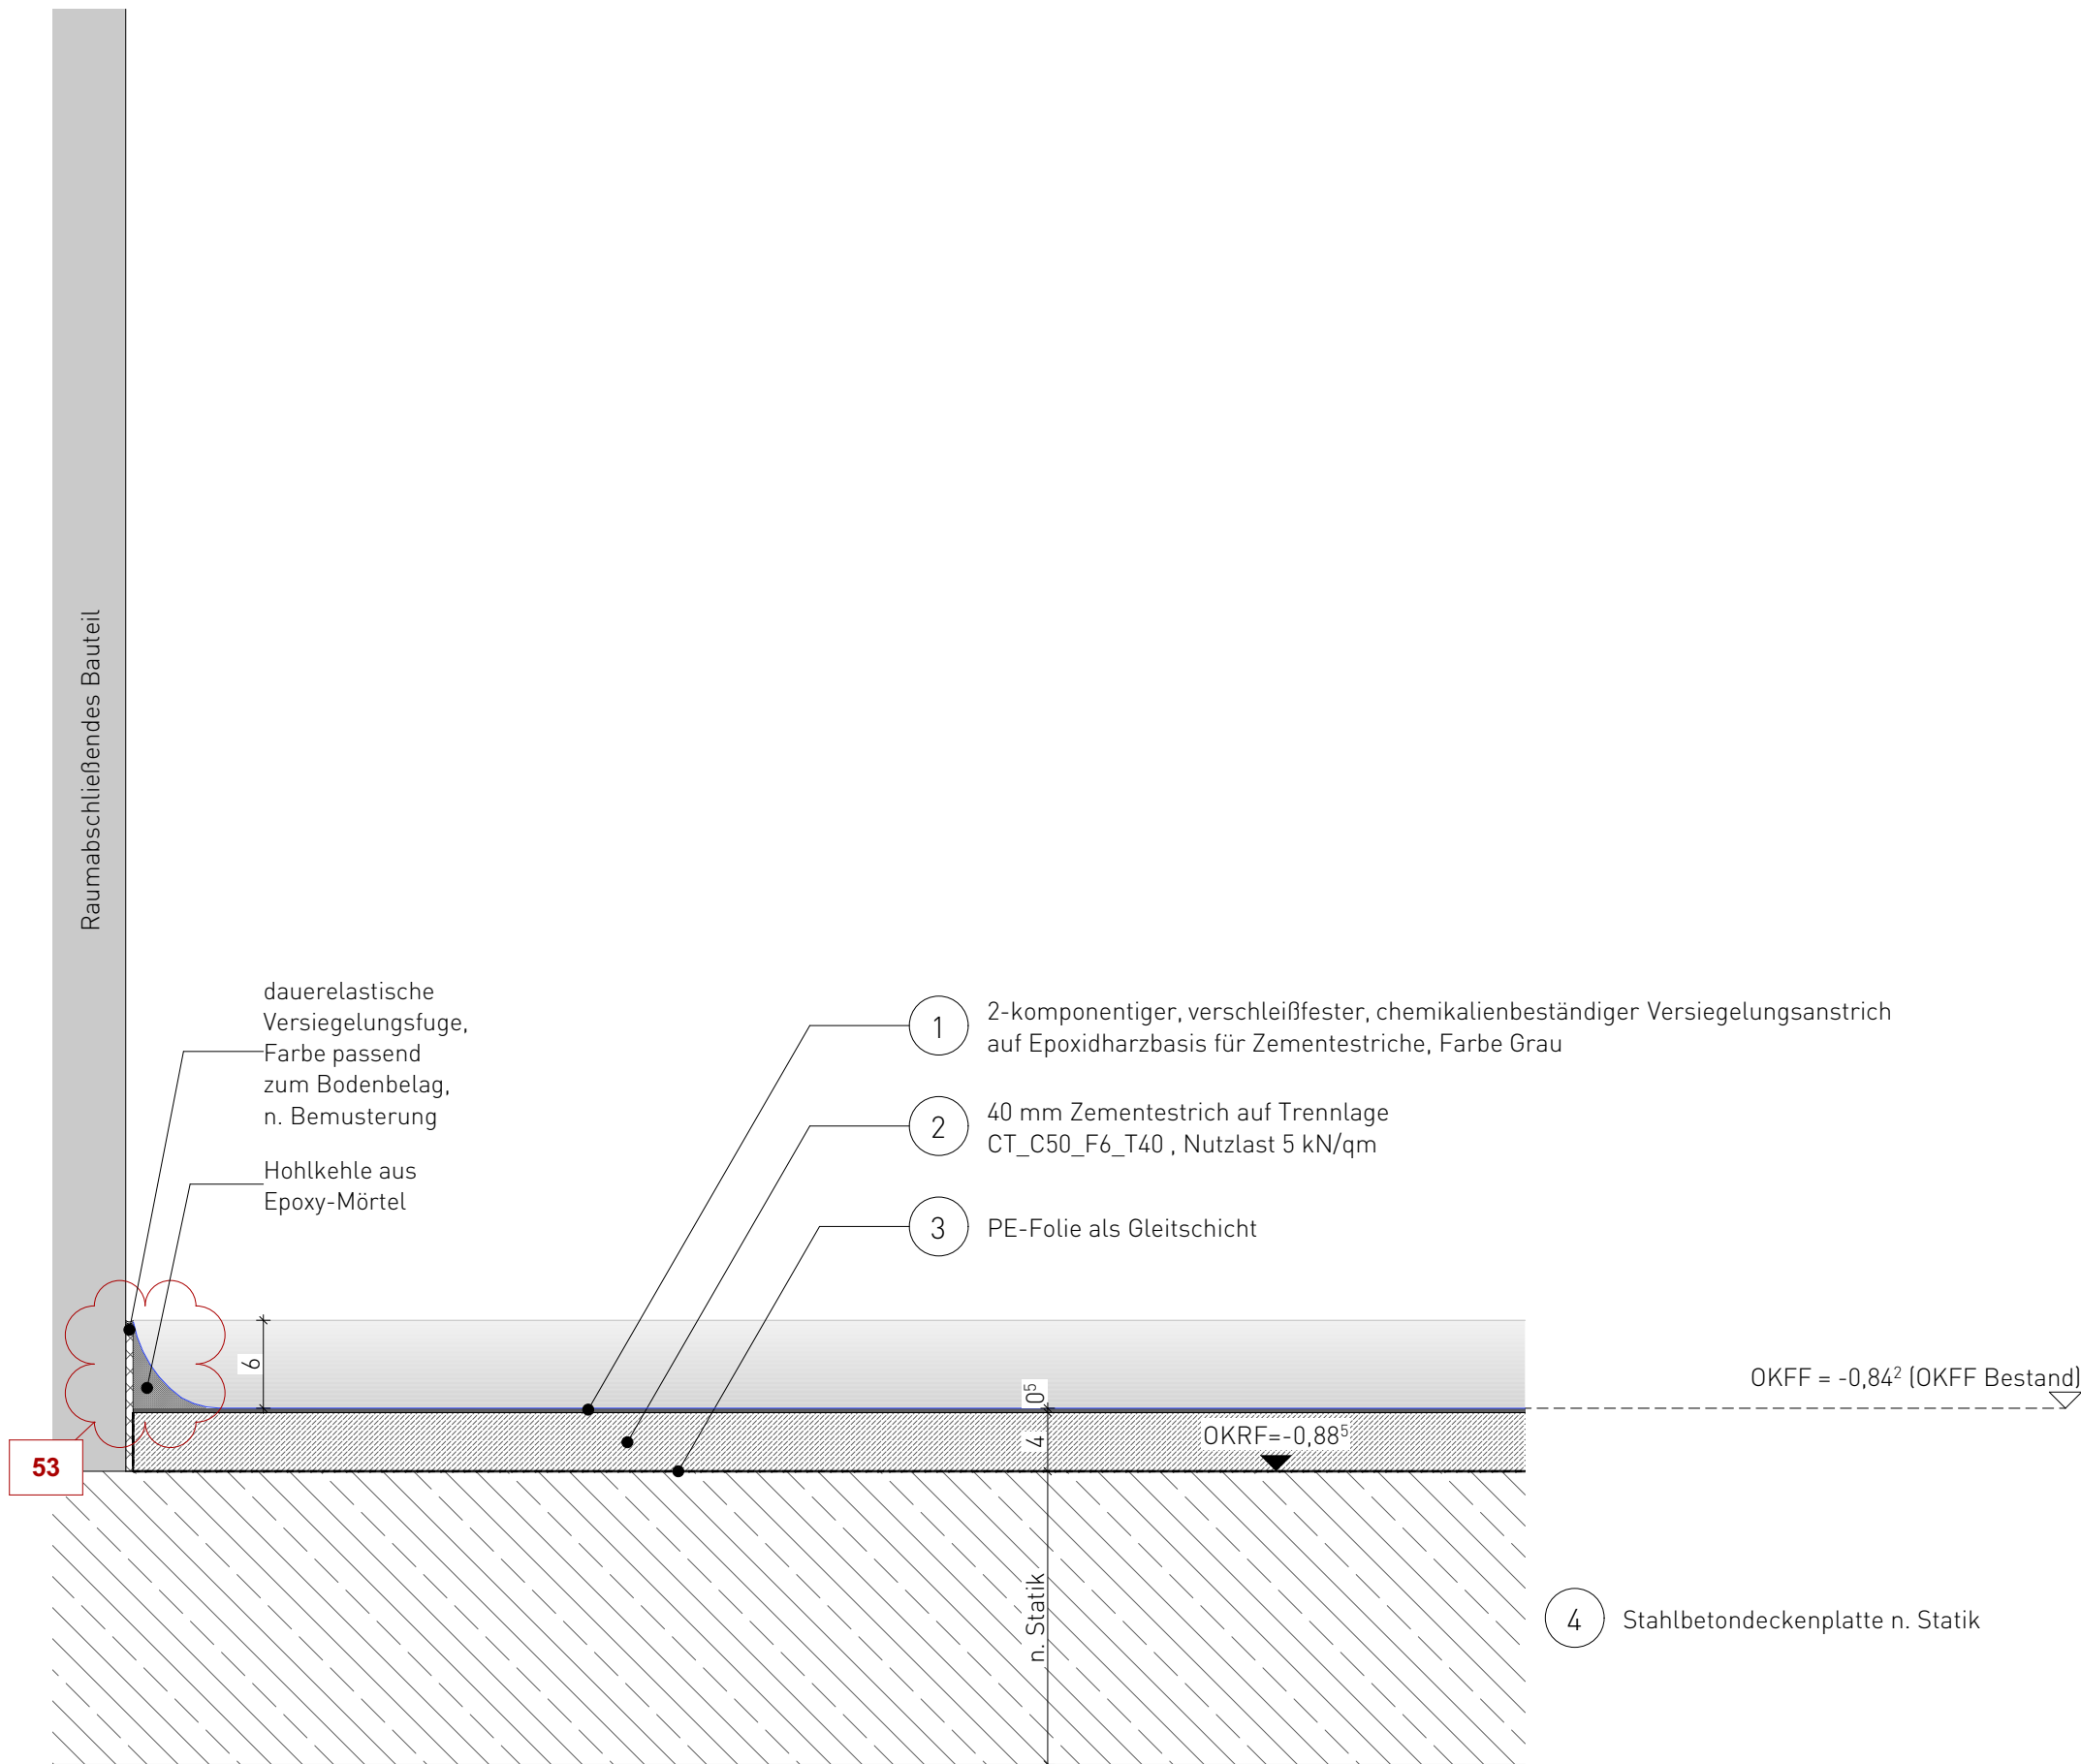 Raumabschließendes Bauteil
dauerelastische
Versiegelungsfuge,
Farbe passend
zum Bodenbelag,
n. Bemusterung
Hohlkehle aus
Epoxy-Mörtel
1
2-komponentiger, verschleißfester, chemikalienbeständiger Versiegelungsanstrich
auf Epoxidharzbasis für Zementestriche, Farbe Grau
2
40 mm Zementestrich auf Trennlage
CT_C50_F6_T40 , Nutzlast 5 kN/qm
3
PE-Folie als Gleitschicht
6
0⁵
4
OKFF = -0,84² (OKFF Bestand)
OKRF=-0,88⁵
53
n. Statik
4
Stahlbetondeckenplatte n. Statik